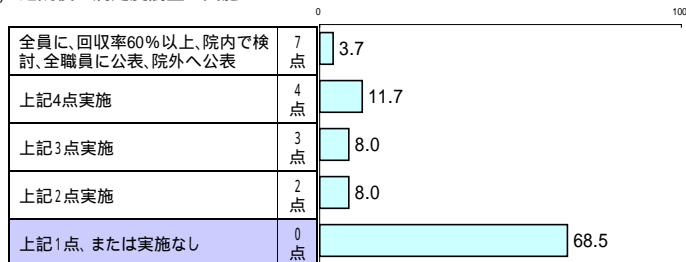 0 100
全員に、回収率60%以上、院内で検
討、全職員に公表、院外へ公表
7
点
3.7
上記4点実施
4
点
11.7
上記3点実施
3
点
8.0
上記2点実施
2
点
8.0
上記1点、または実施なし
0
点
68.5